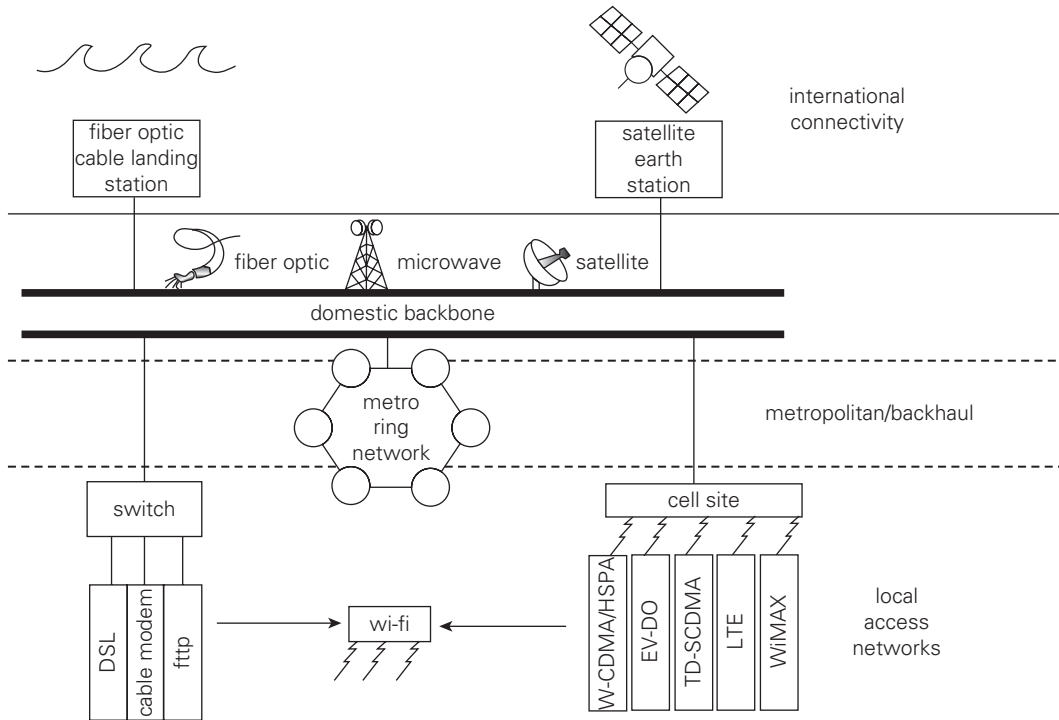 international
connectivity
fiber optic
cable landing
station
satellite
earth
station
fiber optic
microwave
satellite
domestic backbone
metro
ring
network
metropolitan/backhaul
switch
cell site
DSL
cable modem
fttp
wi-fi
W-CDMA/HSPA
EV-DO
TD-SCDMA
LTE
WiMAX
local
access
networks